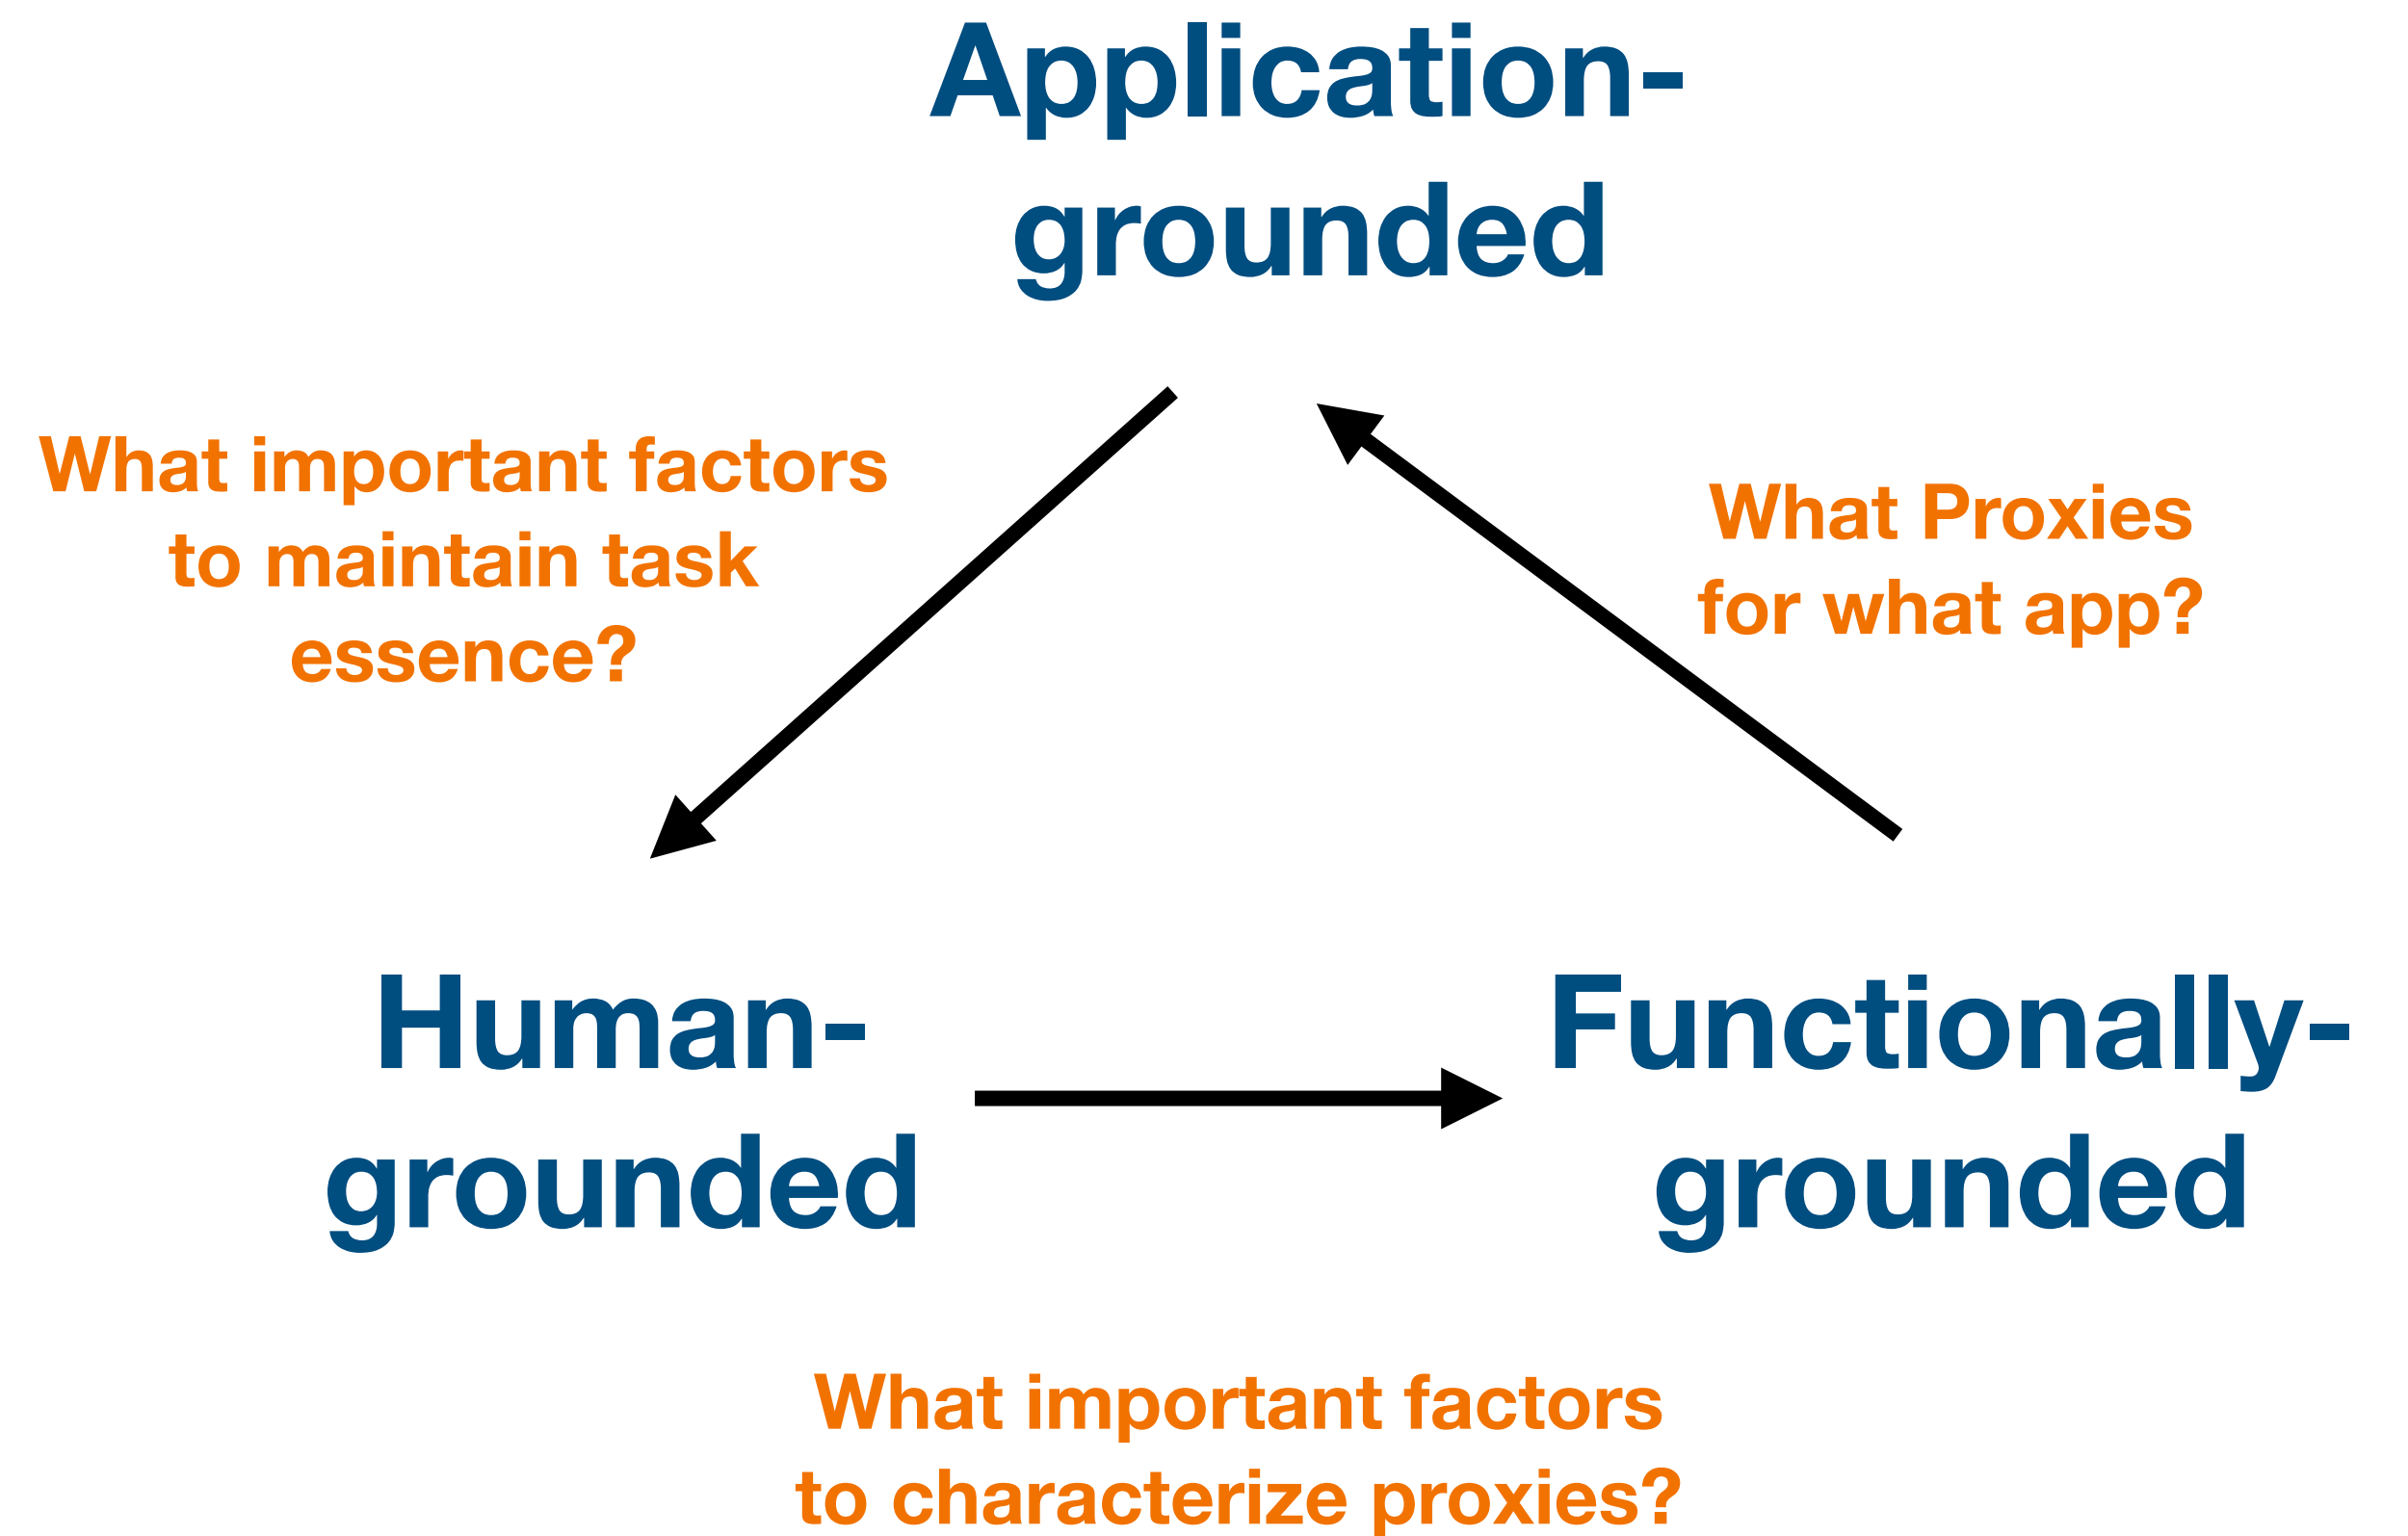 Application-
grounded
What important factors
to maintain task
essence?
What Proxies
for what app?
Human-
grounded
Functionally-
grounded
What important factors
to characterize proxies?